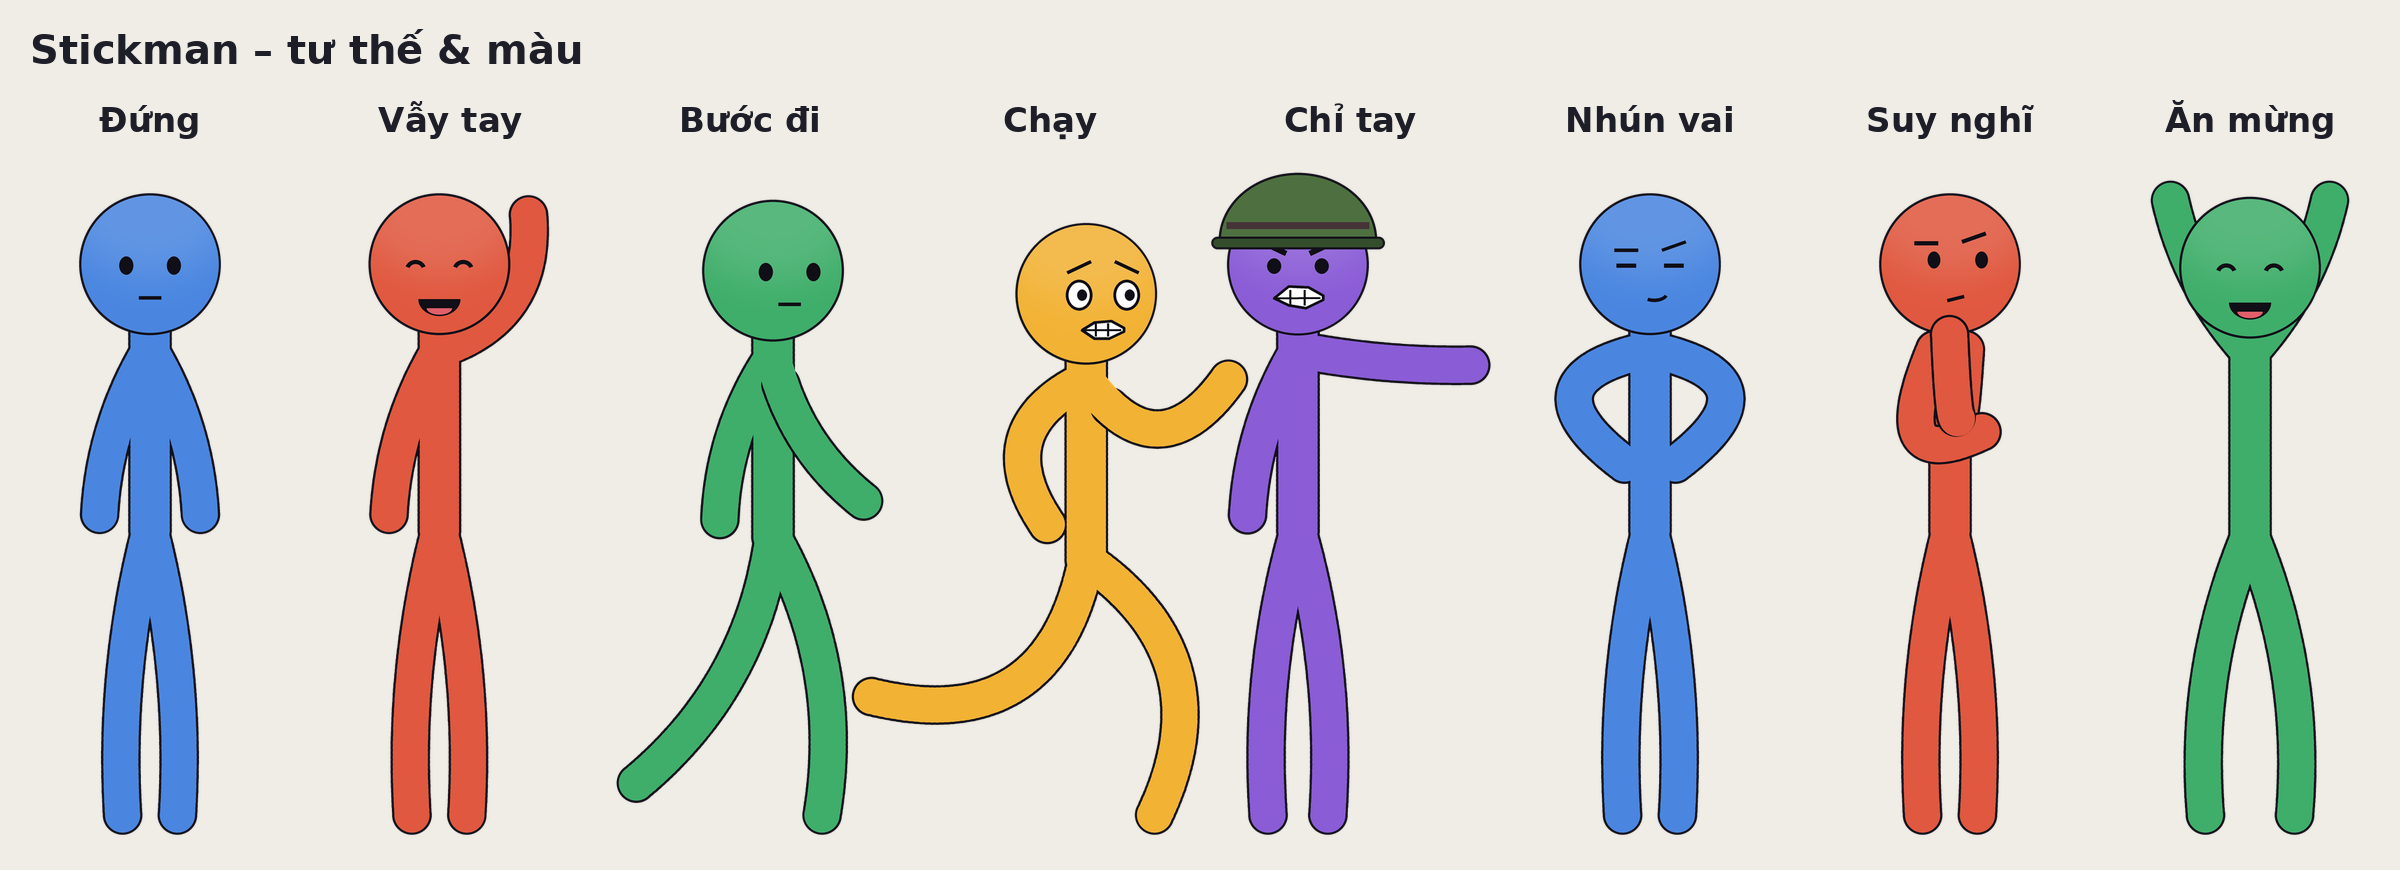 Stickman – tư thế & màu
Đứng
Vẫy tay
Bước đi
Chạy
Chỉ tay
Nhún vai
Suy nghĩ
Ăn mừng